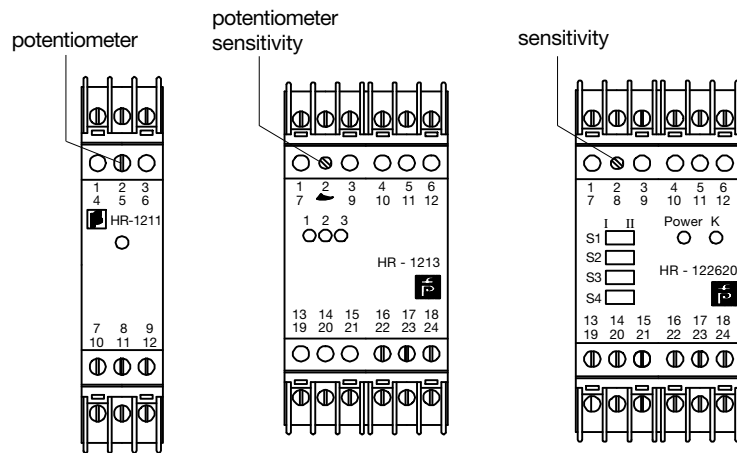 potentiometer
potentiometer
sensitivity
sensitivity
1 2 3
4 5 6
HR-1211
7 8 9
10 11 12
1 2 3 4 5 6
7 9 10 11 12
1 2 3
HR - 1213
13 14 15 16 17 18
19 20 21 22 23 24
1 2 3 4 5 6
7 8 9 10 11 12
I II Power K
S1
S2
S3 HR - 122620
S4
13 14 15 16 17 18
19 20 21 22 23 24